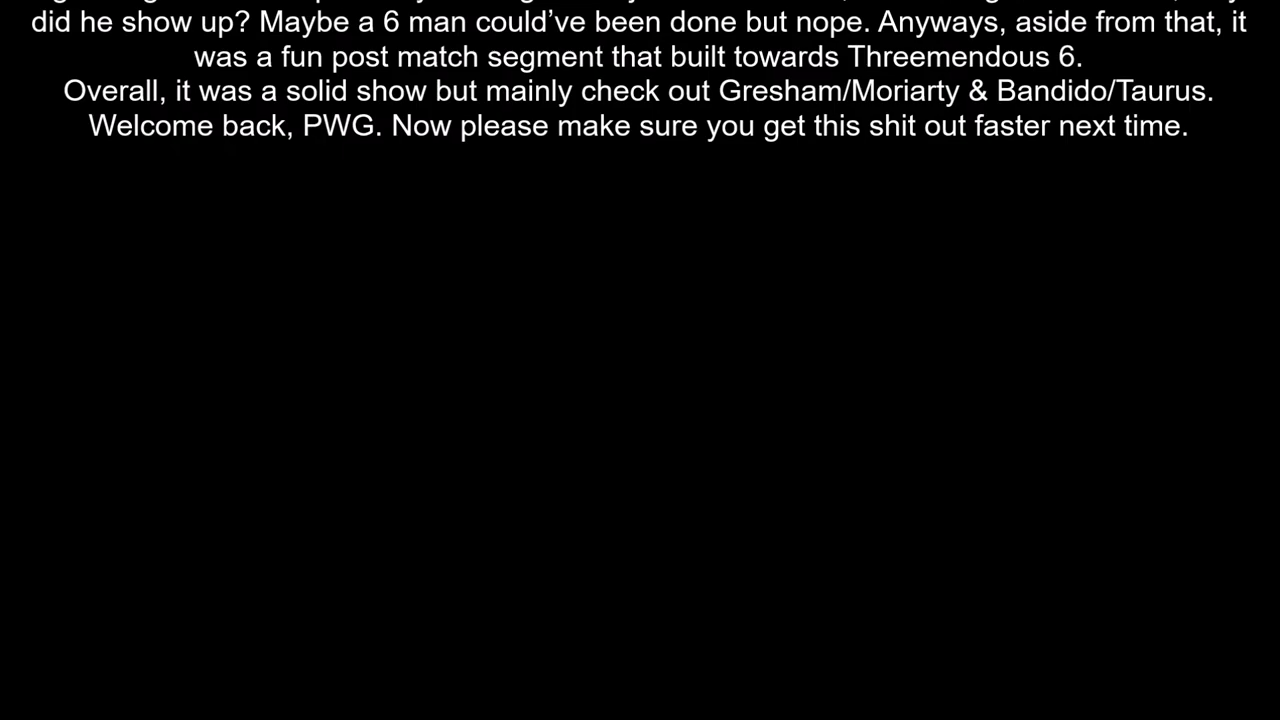 did he show up? Maybe a 6 man could’ve been done but nope. Anyways, aside from that, it
was a fun post match segment that built towards Threemendous 6.
Overall, it was a solid show but mainly check out Gresham/Moriarty & Bandido/Taurus.
Welcome back, PWG. Now please make sure you get this shit out faster next time.